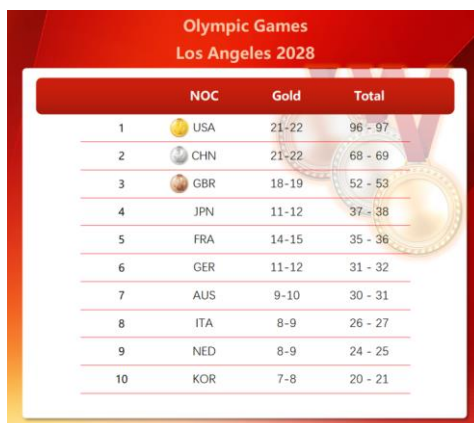 Olympic Games
Los Angeles 2028
NOC Gold Total
1 USA 21-22 96 - 97
2 CHN 21-22 68 - 69
3 GBR 18-19 52 - 53
4 JPN 11-12 37 - 38
5 FRA 14-15 35 - 36
6 GER 11-12 31 - 32
7 AUS 9-10 30 - 31
8 ITA 8-9 26 - 27
9 NED 8-9 24 - 25
10 KOR 7-8 20 - 21